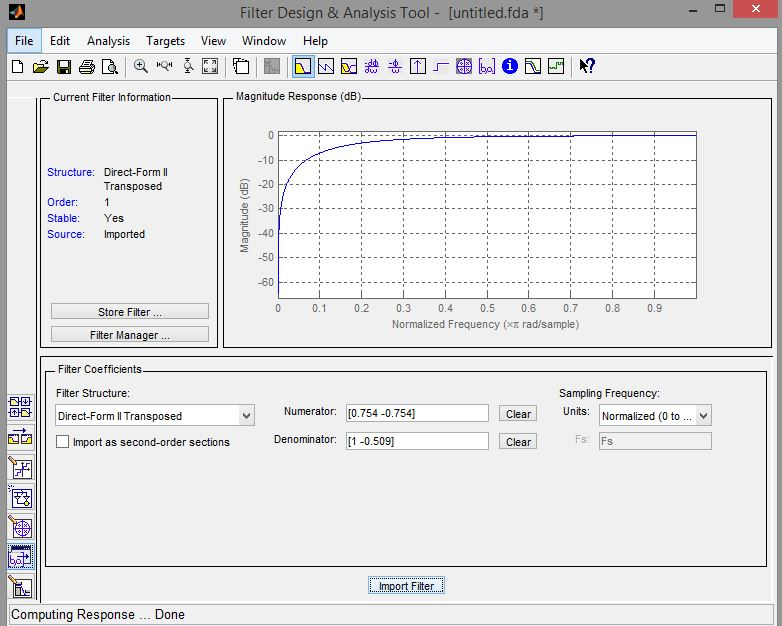 Filter Design & Analysis Tool - [untitled.fda *]
File Edit Analysis Targets View Window Help
Current Filter Information
Structure: Direct-Form II
Transposed
Order: 1
Stable: Yes
Source: Imported
Store Filter ...
Filter Manager ...
Magnitude Response (dB)
0
-10
-20
-30
-40
-50
-60
Magnitude (dB)
0 0.1 0.2 0.3 0.4 0.5 0.6 0.7 0.8 0.9
Normalized Frequency (×π rad/sample)
Filter Coefficients
Filter Structure:
Direct-Form II Transposed
Import as second-order sections
Numerator: [0.754 -0.754] Clear
Denominator: [1 -0.509] Clear
Sampling Frequency:
Units: Normalized (0 to ...
Fs: Fs
Import Filter
Computing Response ... Done